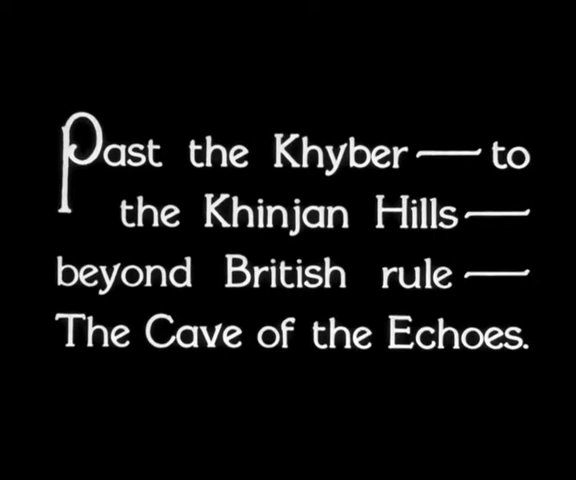 Past the Khyber — to
the Khinjan Hills —
beyond British rule —
The Cave of the Echoes.